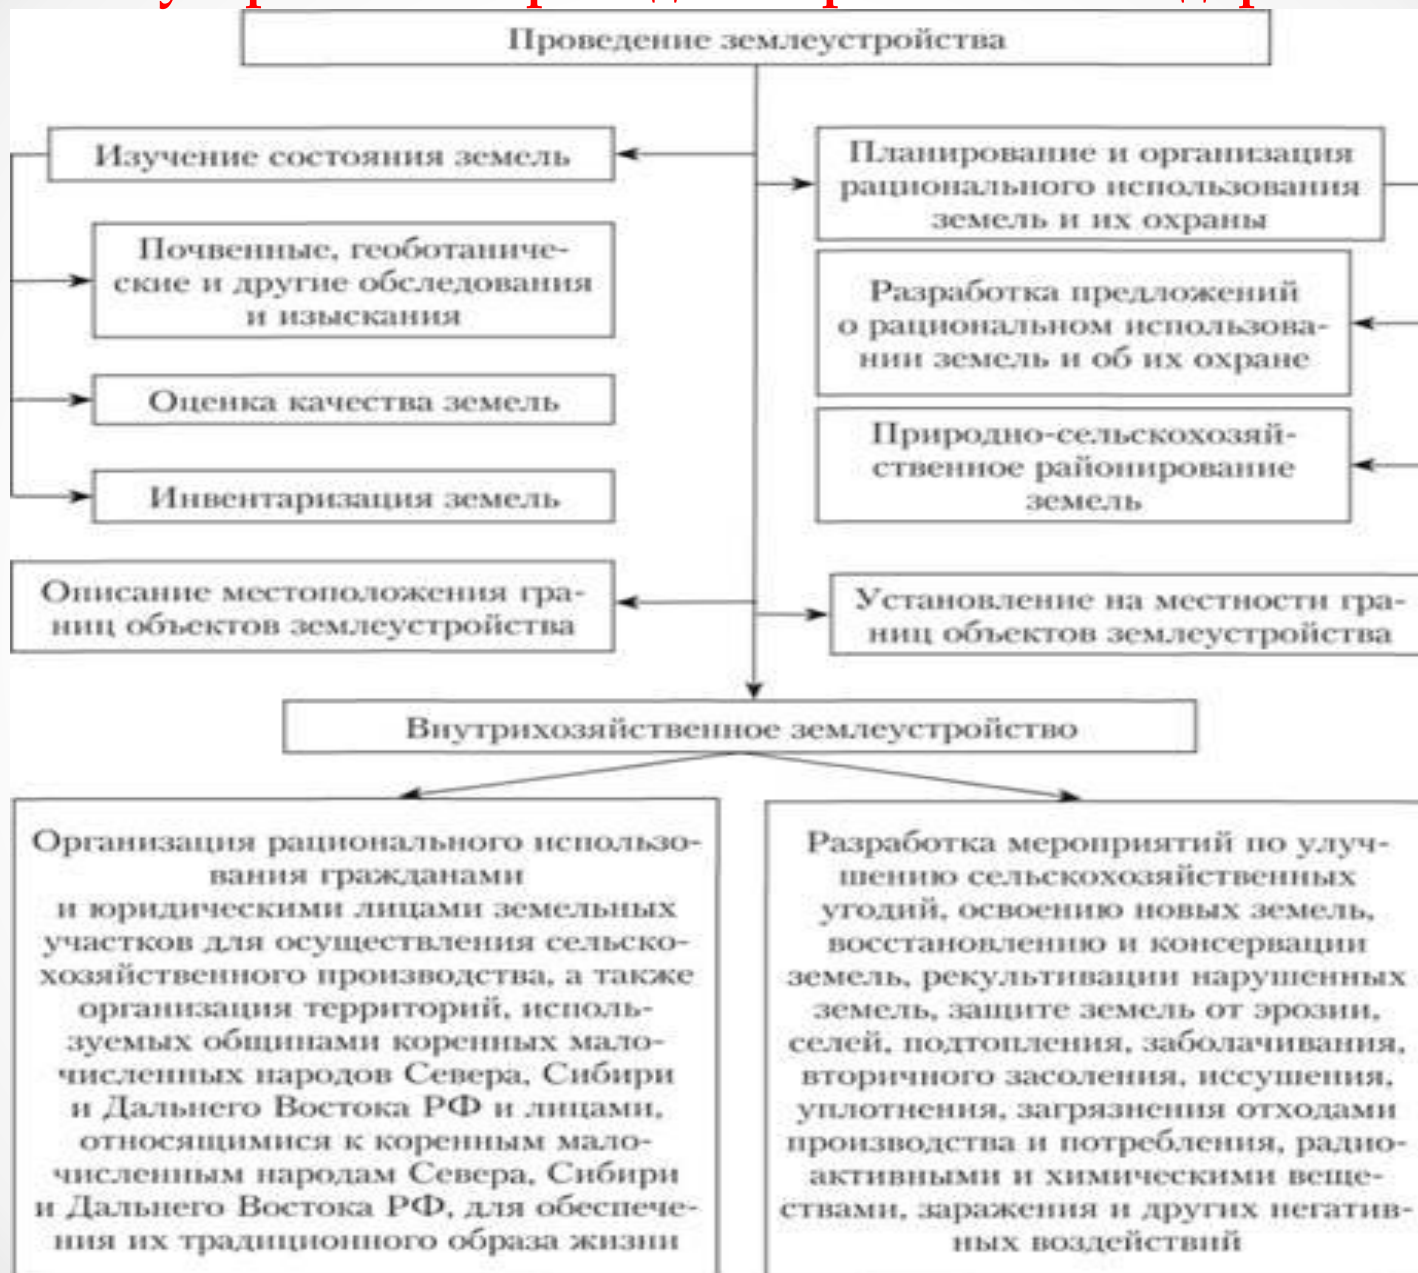 Проведение землеустройства
Изучение состояния земель
Почвенные, геоботаниче-
ские и другие обследования
и изыскания
Оценка качества земель
Инвентаризация земель
Планирование и организация
рационального использования
земель и их охраны
Разработка предложений
о рациональном использова-
нии земель и об их охране
Природно-сельскохозяй-
ственное районирование
земель
Описание местоположения гра-
ниц объектов землеустройства
Установление на местности гра-
ниц объектов землеустройства
Внутрихозяйственное землеустройство
Организация рационального использо-
вания гражданами
и юридическими лицами земельных
участков для осуществления сельско-
хозяйственного производства, а также
организация территорий, исполь-
зуемых общинами коренных мало-
численных народов Севера, Сибири
и Дальнего Востока РФ и лицами,
относящимися к коренным мало-
численным народам Севера, Сибири
и Дальнего Востока РФ, для обеспече-
ния их традиционного образа жизни
Разработка мероприятий по улуч-
шению сельскохозяйственных
угодий, освоению новых земель,
восстановлению и консервации
земель, рекультивации нарушенных
земель, защите земель от эрозии,
селей, подтопления, заболачивания,
вторичного засоления, иссушения,
уплотнения, загрязнения отходами
производства и потребления, радио-
активными и химическими веще-
ствами, заражения и других негатив-
ных воздействий